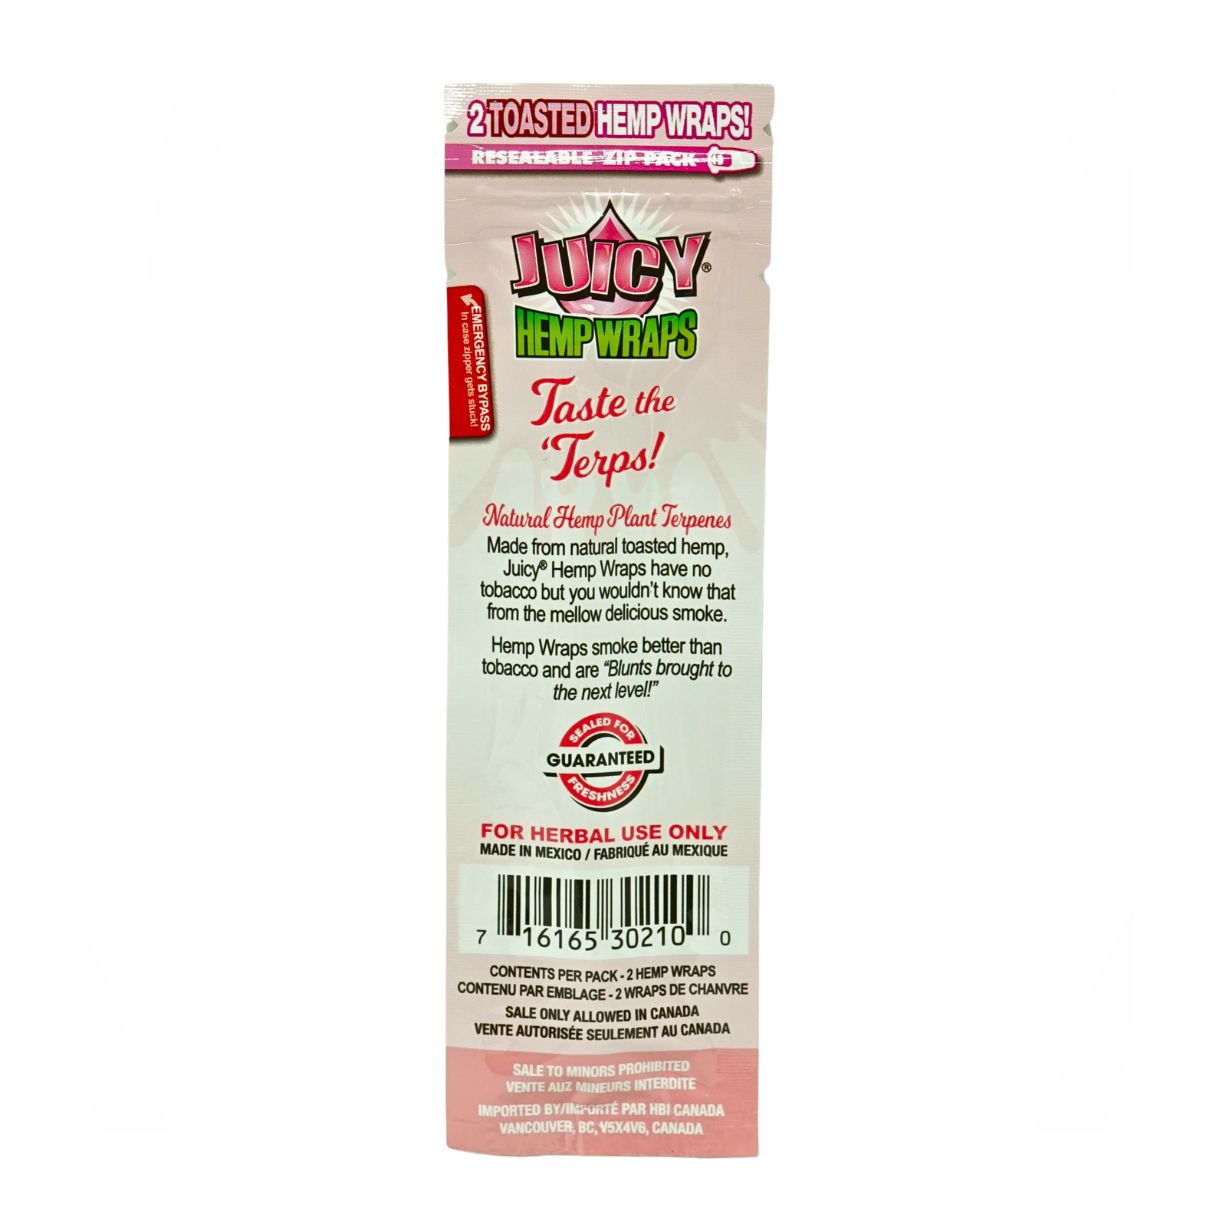 2 TOASTED HEMP WRAPS!
RESEALABLE ZIP PACK
JUICY®
HEMP WRAPS
EMERGENCY BYPASS
In case zipper gets stuck!
Taste the
‘Terps!
Natural Hemp Plant Terpenes
Made from natural toasted hemp,
Juicy® Hemp Wraps have no
tobacco but you wouldn't know that
from the mellow delicious smoke.
Hemp Wraps smoke better than
tobacco and are “Blunts brought to
the next level!”
SEALED FOR
GUARANTEED
FRESHNESS
FOR HERBAL USE ONLY
MADE IN MEXICO / FABRIQUÉ AU MEXIQUE
7 16165 30210 0
CONTENTS PER PACK - 2 HEMP WRAPS
CONTENU PAR EMBLAGE - 2 WRAPS DE CHANVRE
SALE ONLY ALLOWED IN CANADA
VENTE AUTORISÉE SEULEMENT AU CANADA
SALE TO MINORS PROHIBITED
VENTE AUZ MINEURS INTERDITE
IMPORTED BY/IMPORTÉ PAR HBI CANADA
VANCOUVER, BC, V5X4V6, CANADA